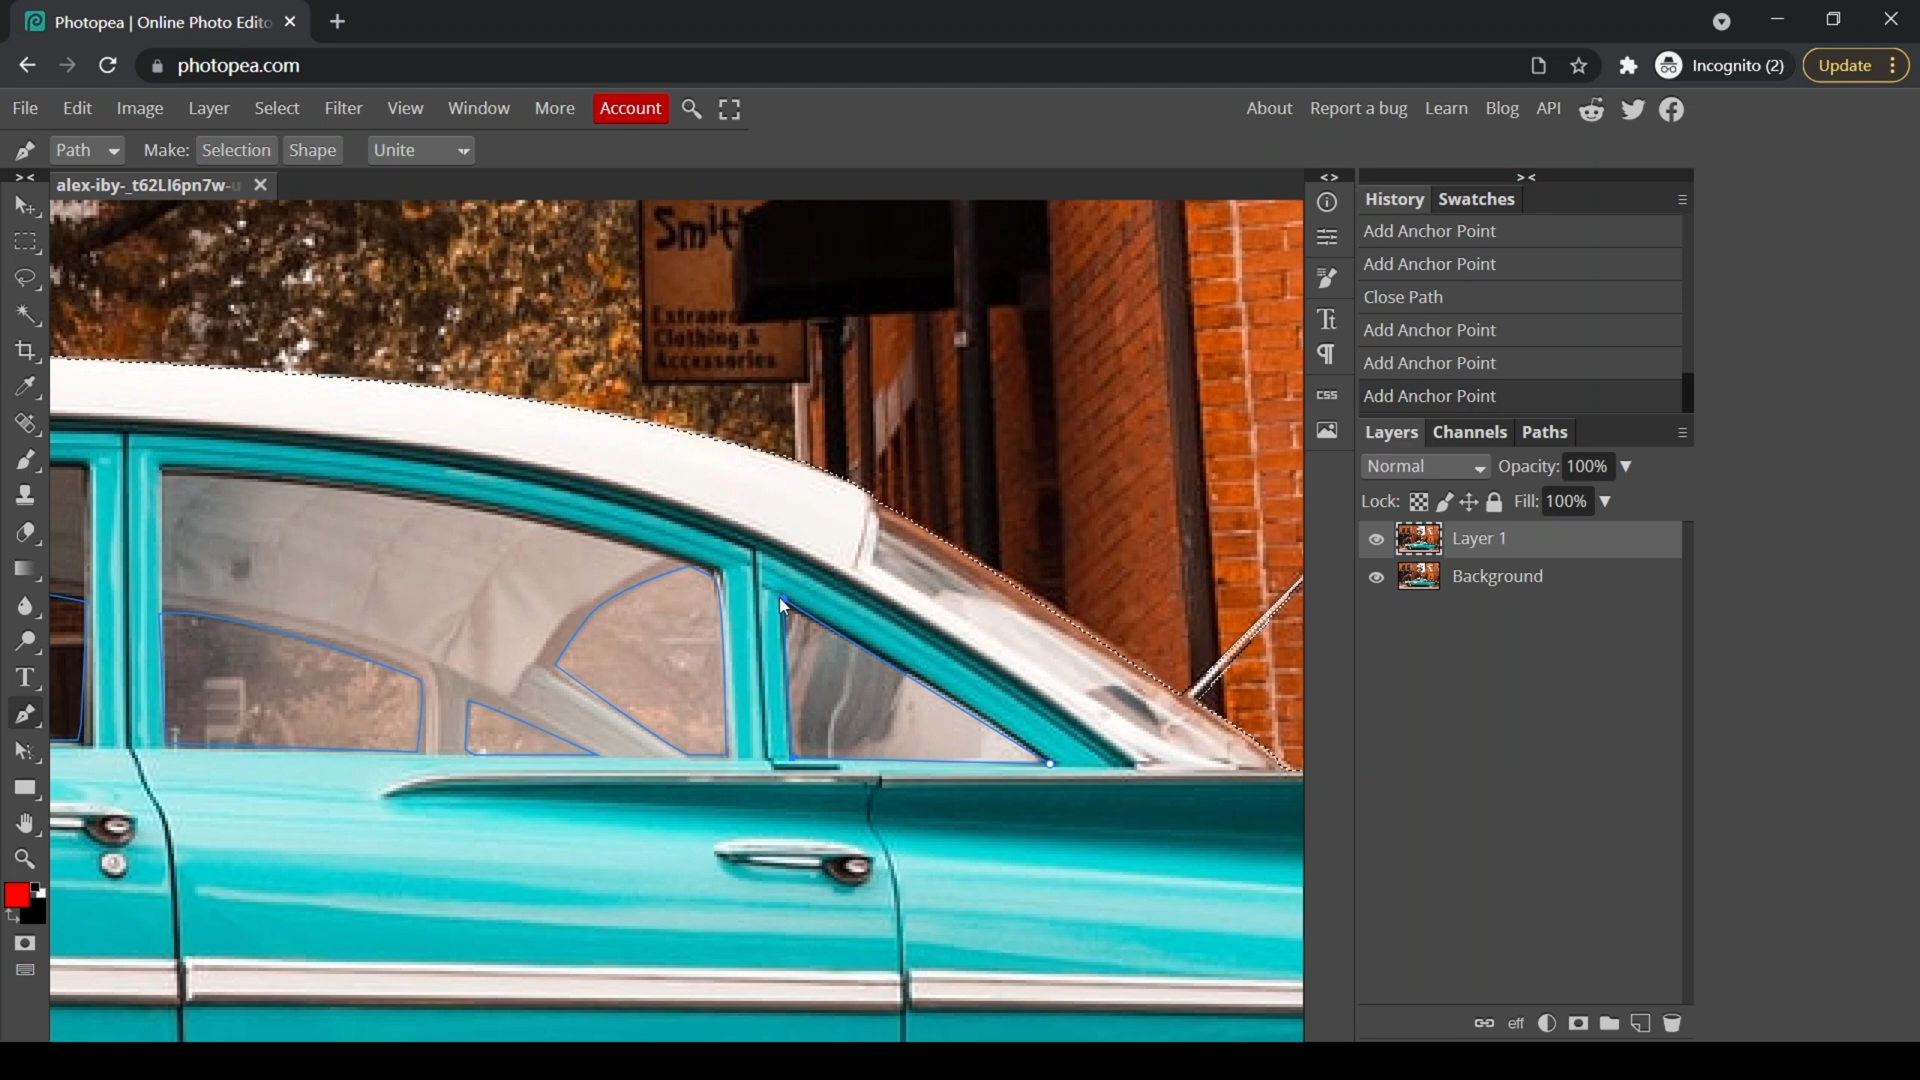 Photopea | Online Photo Edito
photopea.com
Incognito (2)
Update
File Edit Image Layer Select Filter View Window More Account
About Report a bug Learn Blog API
Path Make: Selection Shape Unite
alex-iby-_t62LI6pn7w-u
Smit
Clothing &
Accessories
CSS
History Swatches
Add Anchor Point
Add Anchor Point
Close Path
Add Anchor Point
Add Anchor Point
Add Anchor Point
Layers Channels Paths
Normal Opacity: 100%
Lock: Fill: 100%
Layer 1
Background
eff